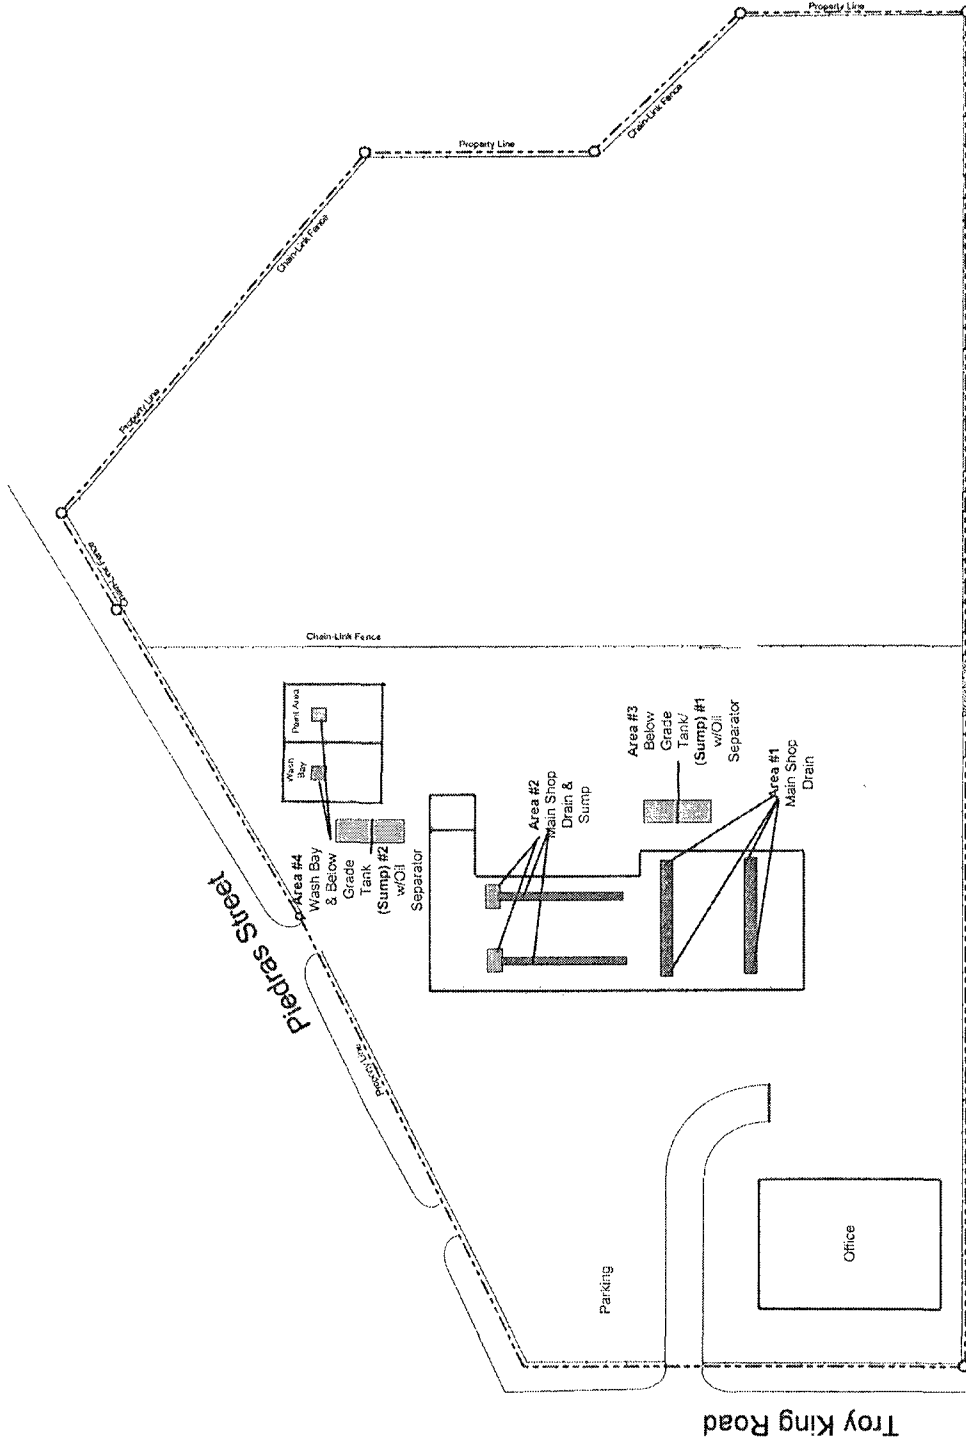 Property Line
Chain-Link Fence
Property Line
Chain-Link Fence
Property Line
Chain-Link Fence
Chain-Link Fence
Paint Area
Wash
Bay
Area #4
Wash Bay
& Below
Grade
Tank
(Sump) #2
w/Oil
Separator
Area #2
Main Shop
Drain &
Sump
Area #3
Below
Grade
Tank/
(Sump) #1
w/Oil
Separator
Area #1
Main Shop
Drain
Piedras Street
Property Line
Parking
Office
Troy King Road